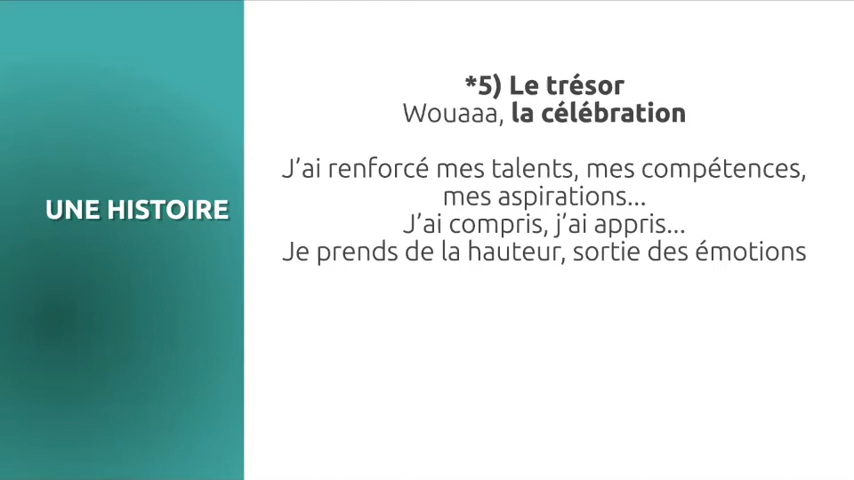 UNE HISTOIRE
*5) Le trésor
Wouaaa, la célébration
J'ai renforcé mes talents, mes compétences,
mes aspirations...
J'ai compris, j'ai appris...
Je prends de la hauteur, sortie des émotions